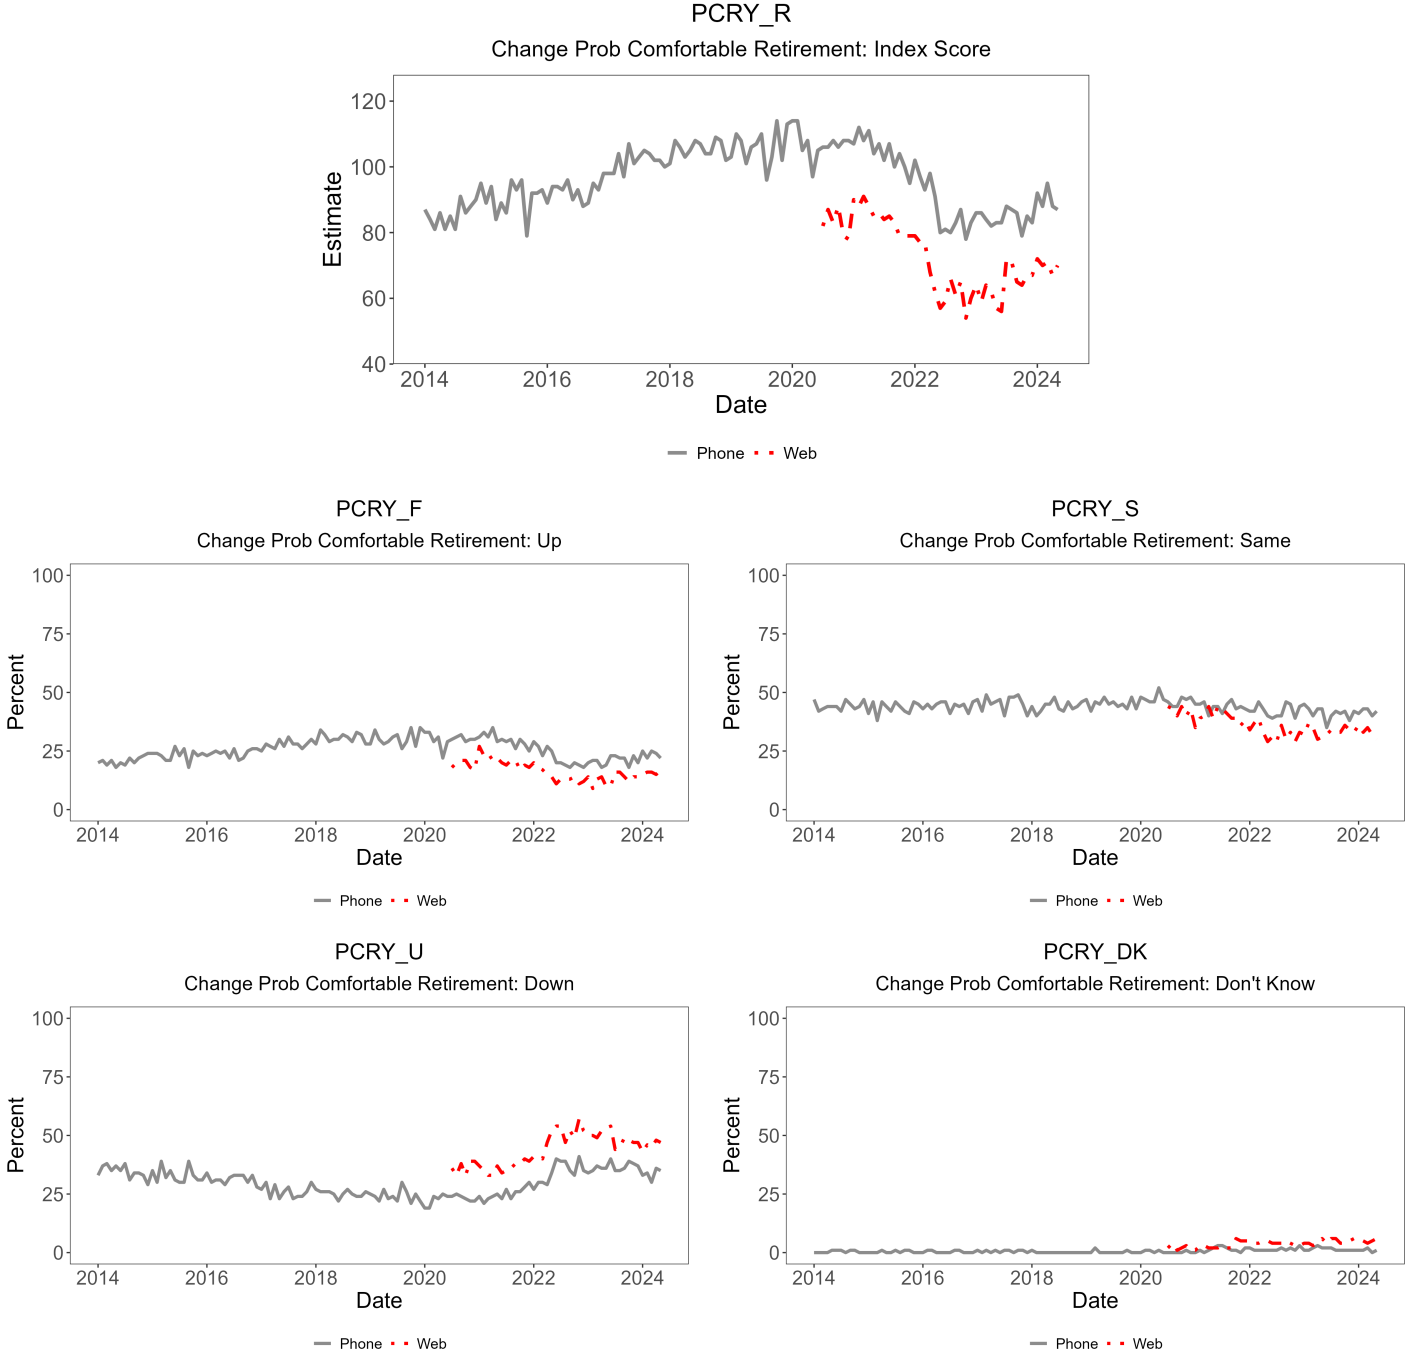 PCRY_R
Change Prob Comfortable Retirement: Index Score
Estimate
120
100
80
60
40
2014 2016 2018 2020 2022 2024
Date
Phone Web
PCRY_F
Change Prob Comfortable Retirement: Up
Percent
100
75
50
25
0
2014 2016 2018 2020 2022 2024
Date
Phone Web
PCRY_S
Change Prob Comfortable Retirement: Same
Percent
100
75
50
25
0
2014 2016 2018 2020 2022 2024
Date
Phone Web
PCRY_U
Change Prob Comfortable Retirement: Down
Percent
100
75
50
25
0
2014 2016 2018 2020 2022 2024
Date
Phone Web
PCRY_DK
Change Prob Comfortable Retirement: Don't Know
Percent
100
75
50
25
0
2014 2016 2018 2020 2022 2024
Date
Phone Web